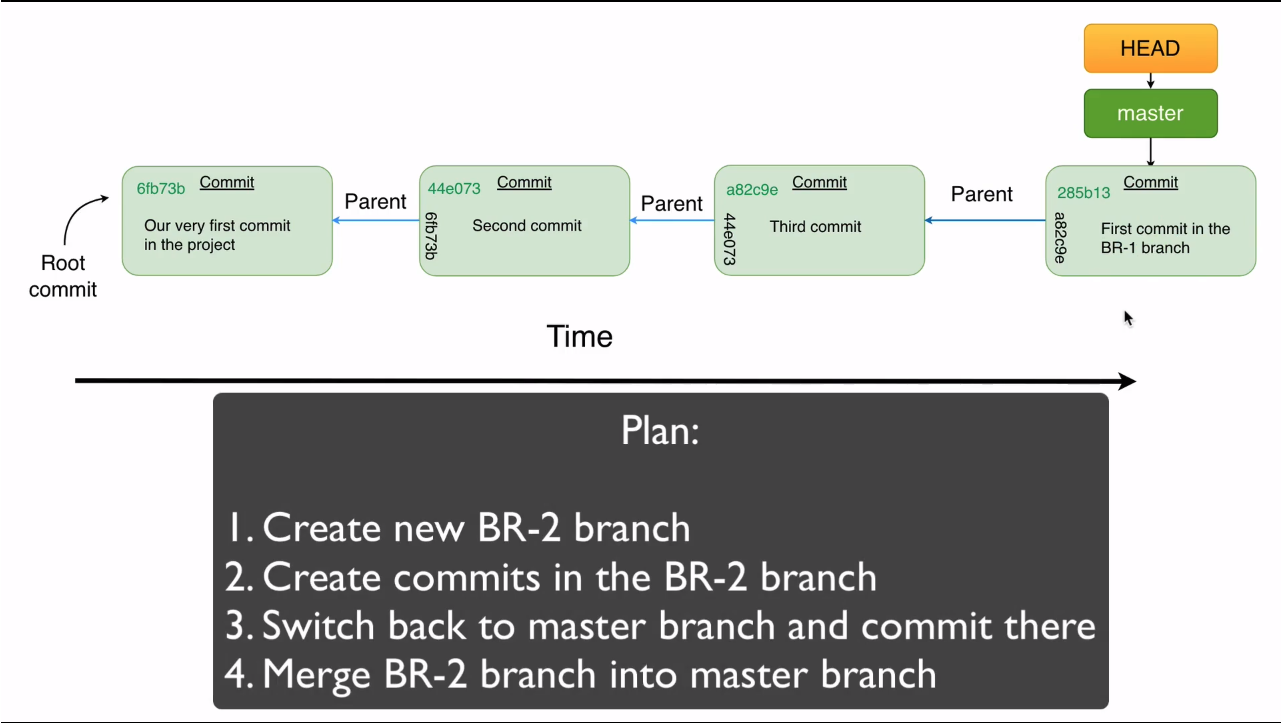 HEAD
master
6fb73b Commit
Our very first commit
in the project
Parent
44e073 Commit
6fb73b
Second commit
Parent
a82c9e Commit
44e073
Third commit
Parent
285b13 Commit
a82c9e
First commit in the
BR-1 branch
Root
commit
Time
Plan:
1. Create new BR-2 branch
2. Create commits in the BR-2 branch
3. Switch back to master branch and commit there
4. Merge BR-2 branch into master branch